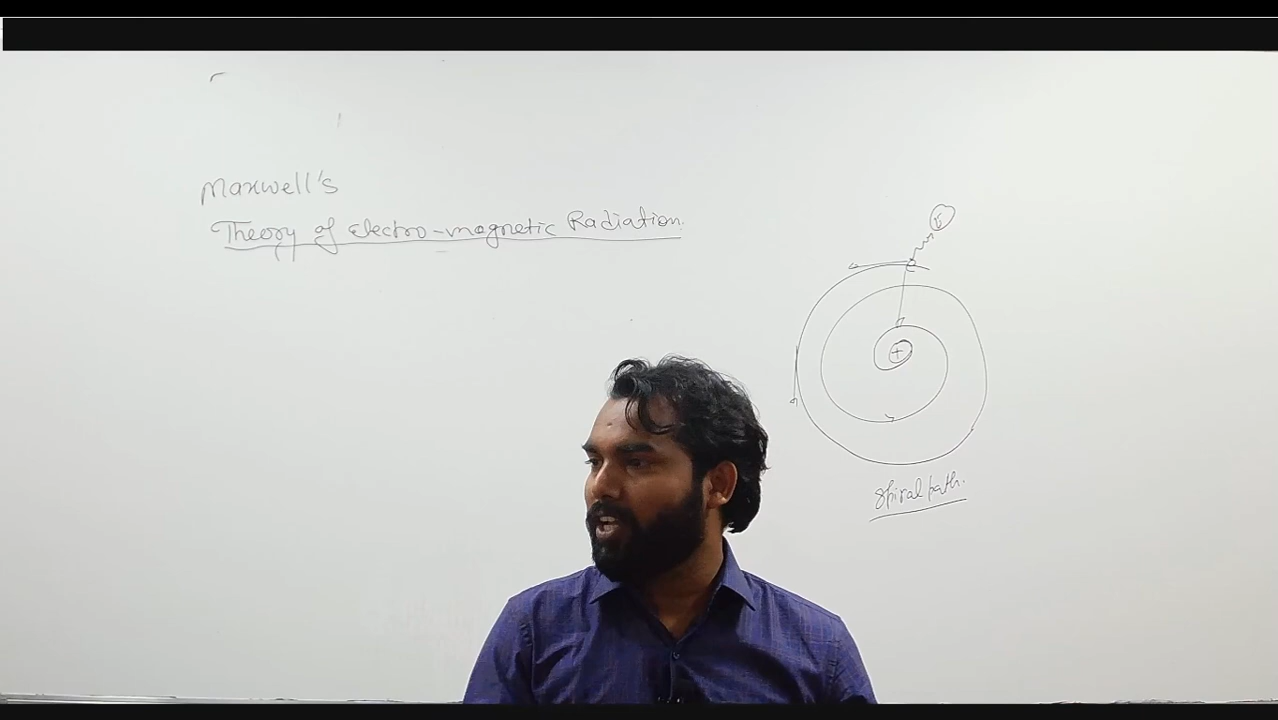 Maxwell's
Theory of Electro-magnetic Radiation.
E
+
Spiral path.